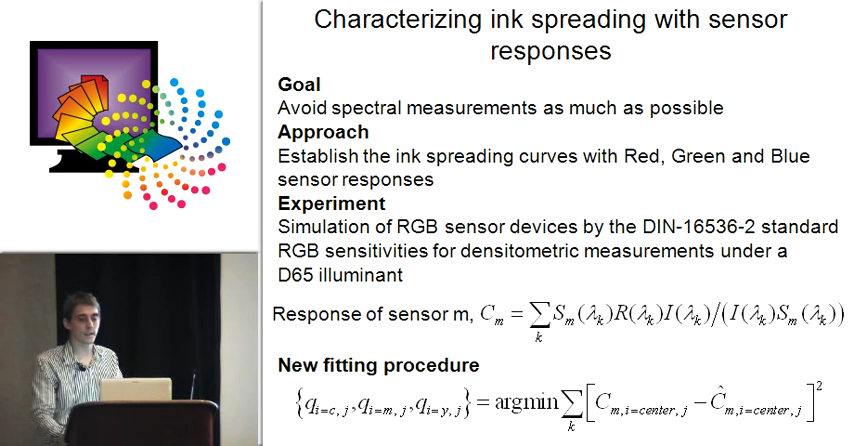 Characterizing ink spreading with sensor
responses
Goal
Avoid spectral measurements as much as possible
Approach
Establish the ink spreading curves with Red, Green and Blue
sensor responses
Experiment
Simulation of RGB sensor devices by the DIN-16536-2 standard
RGB sensitivities for densitometric measurements under a
D65 illuminant
Response of sensor m, C_m = ∑_k S_m(λ_k)R(λ_k)I(λ_k)/(I(λ_k)S_m(λ_k))
New fitting procedure
{q_{i=c,j}, q_{i=m,j}, q_{i=y,j}} = argmin ∑_k [C_{m,i=center,j} − Ĉ_{m,i=center,j}]²